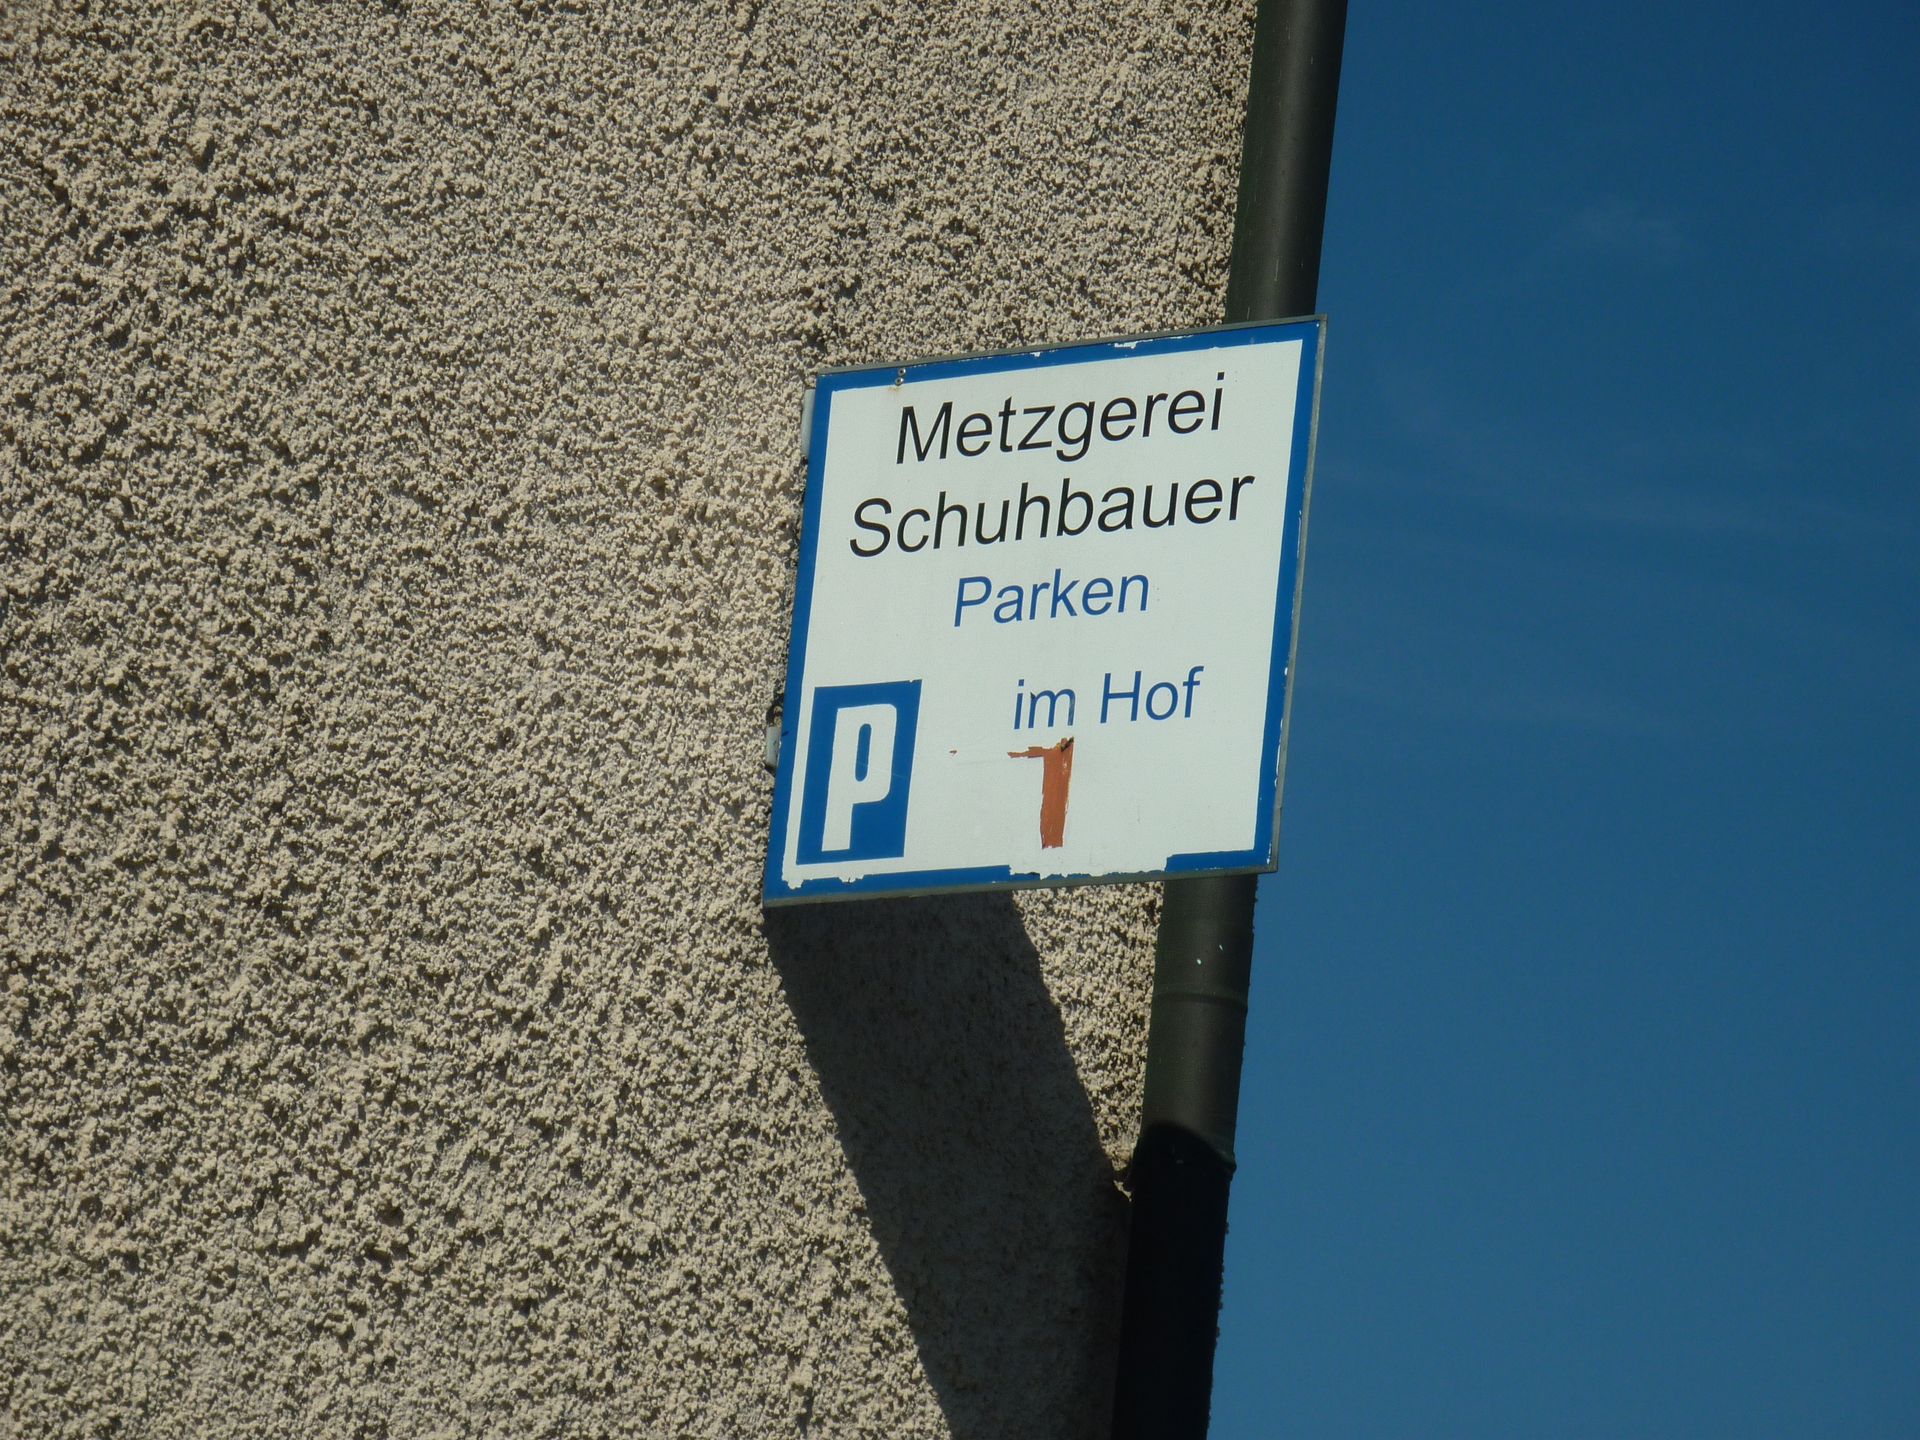 Metzgerei
Schuhbauer
Parken
im Hof
P